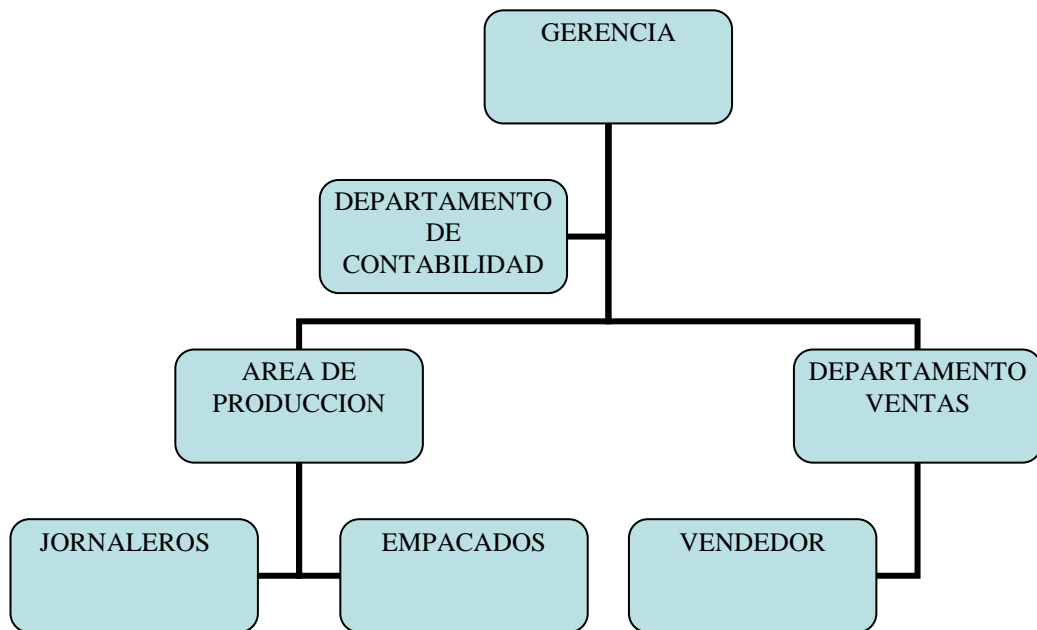 GERENCIA
DEPARTAMENTO
DE
CONTABILIDAD
AREA DE
PRODUCCION
DEPARTAMENTO
VENTAS
JORNALEROS
EMPACADOS
VENDEDOR